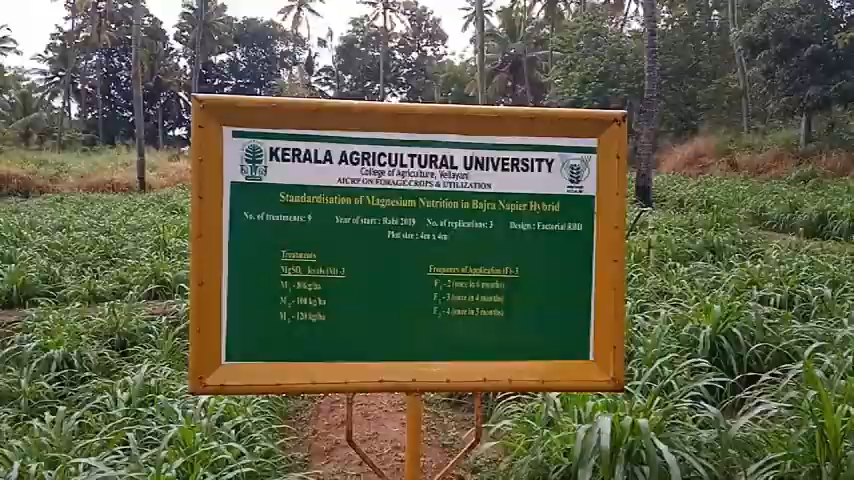 KERALA AGRICULTURAL UNIVERSITY
College of Agriculture, Vellayani
AICRP ON FORAGE CROPS & UTILIZATION
Standardisation of Magnesium Nutrition in Bajra Napier Hybrid
No. of treatments: 9 Year of start : Rabi 2019 No. of replications: 3 Design : Factorial RBD
Plot size : 4m x 4m
Treatments
MgSO4 levels (M) -3 Frequency of Application (F)-3
M1- 80kg/ha F1- 2 (once in 6 months)
M2- 100 kg/ha F2- 3 (once in 4 months)
M3- 120 kg/ha F3- 4 (once in 3 months)